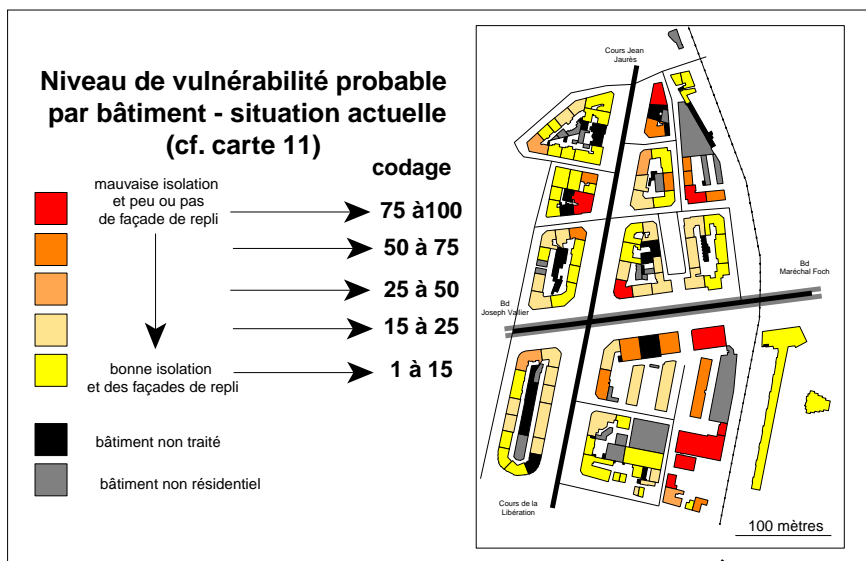 Niveau de vulnérabilité probable
par bâtiment - situation actuelle
(cf. carte 11)
codage
mauvaise isolation
et peu ou pas
de façade de repli
75 à100
50 à 75
25 à 50
15 à 25
1 à 15
bonne isolation
et des façades de repli
bâtiment non traité
bâtiment non résidentiel
Cours Jean
Jaurès
Bd
Maréchal Foch
Bd
Joseph Vallier
Cours de la
Libération
100 mètres